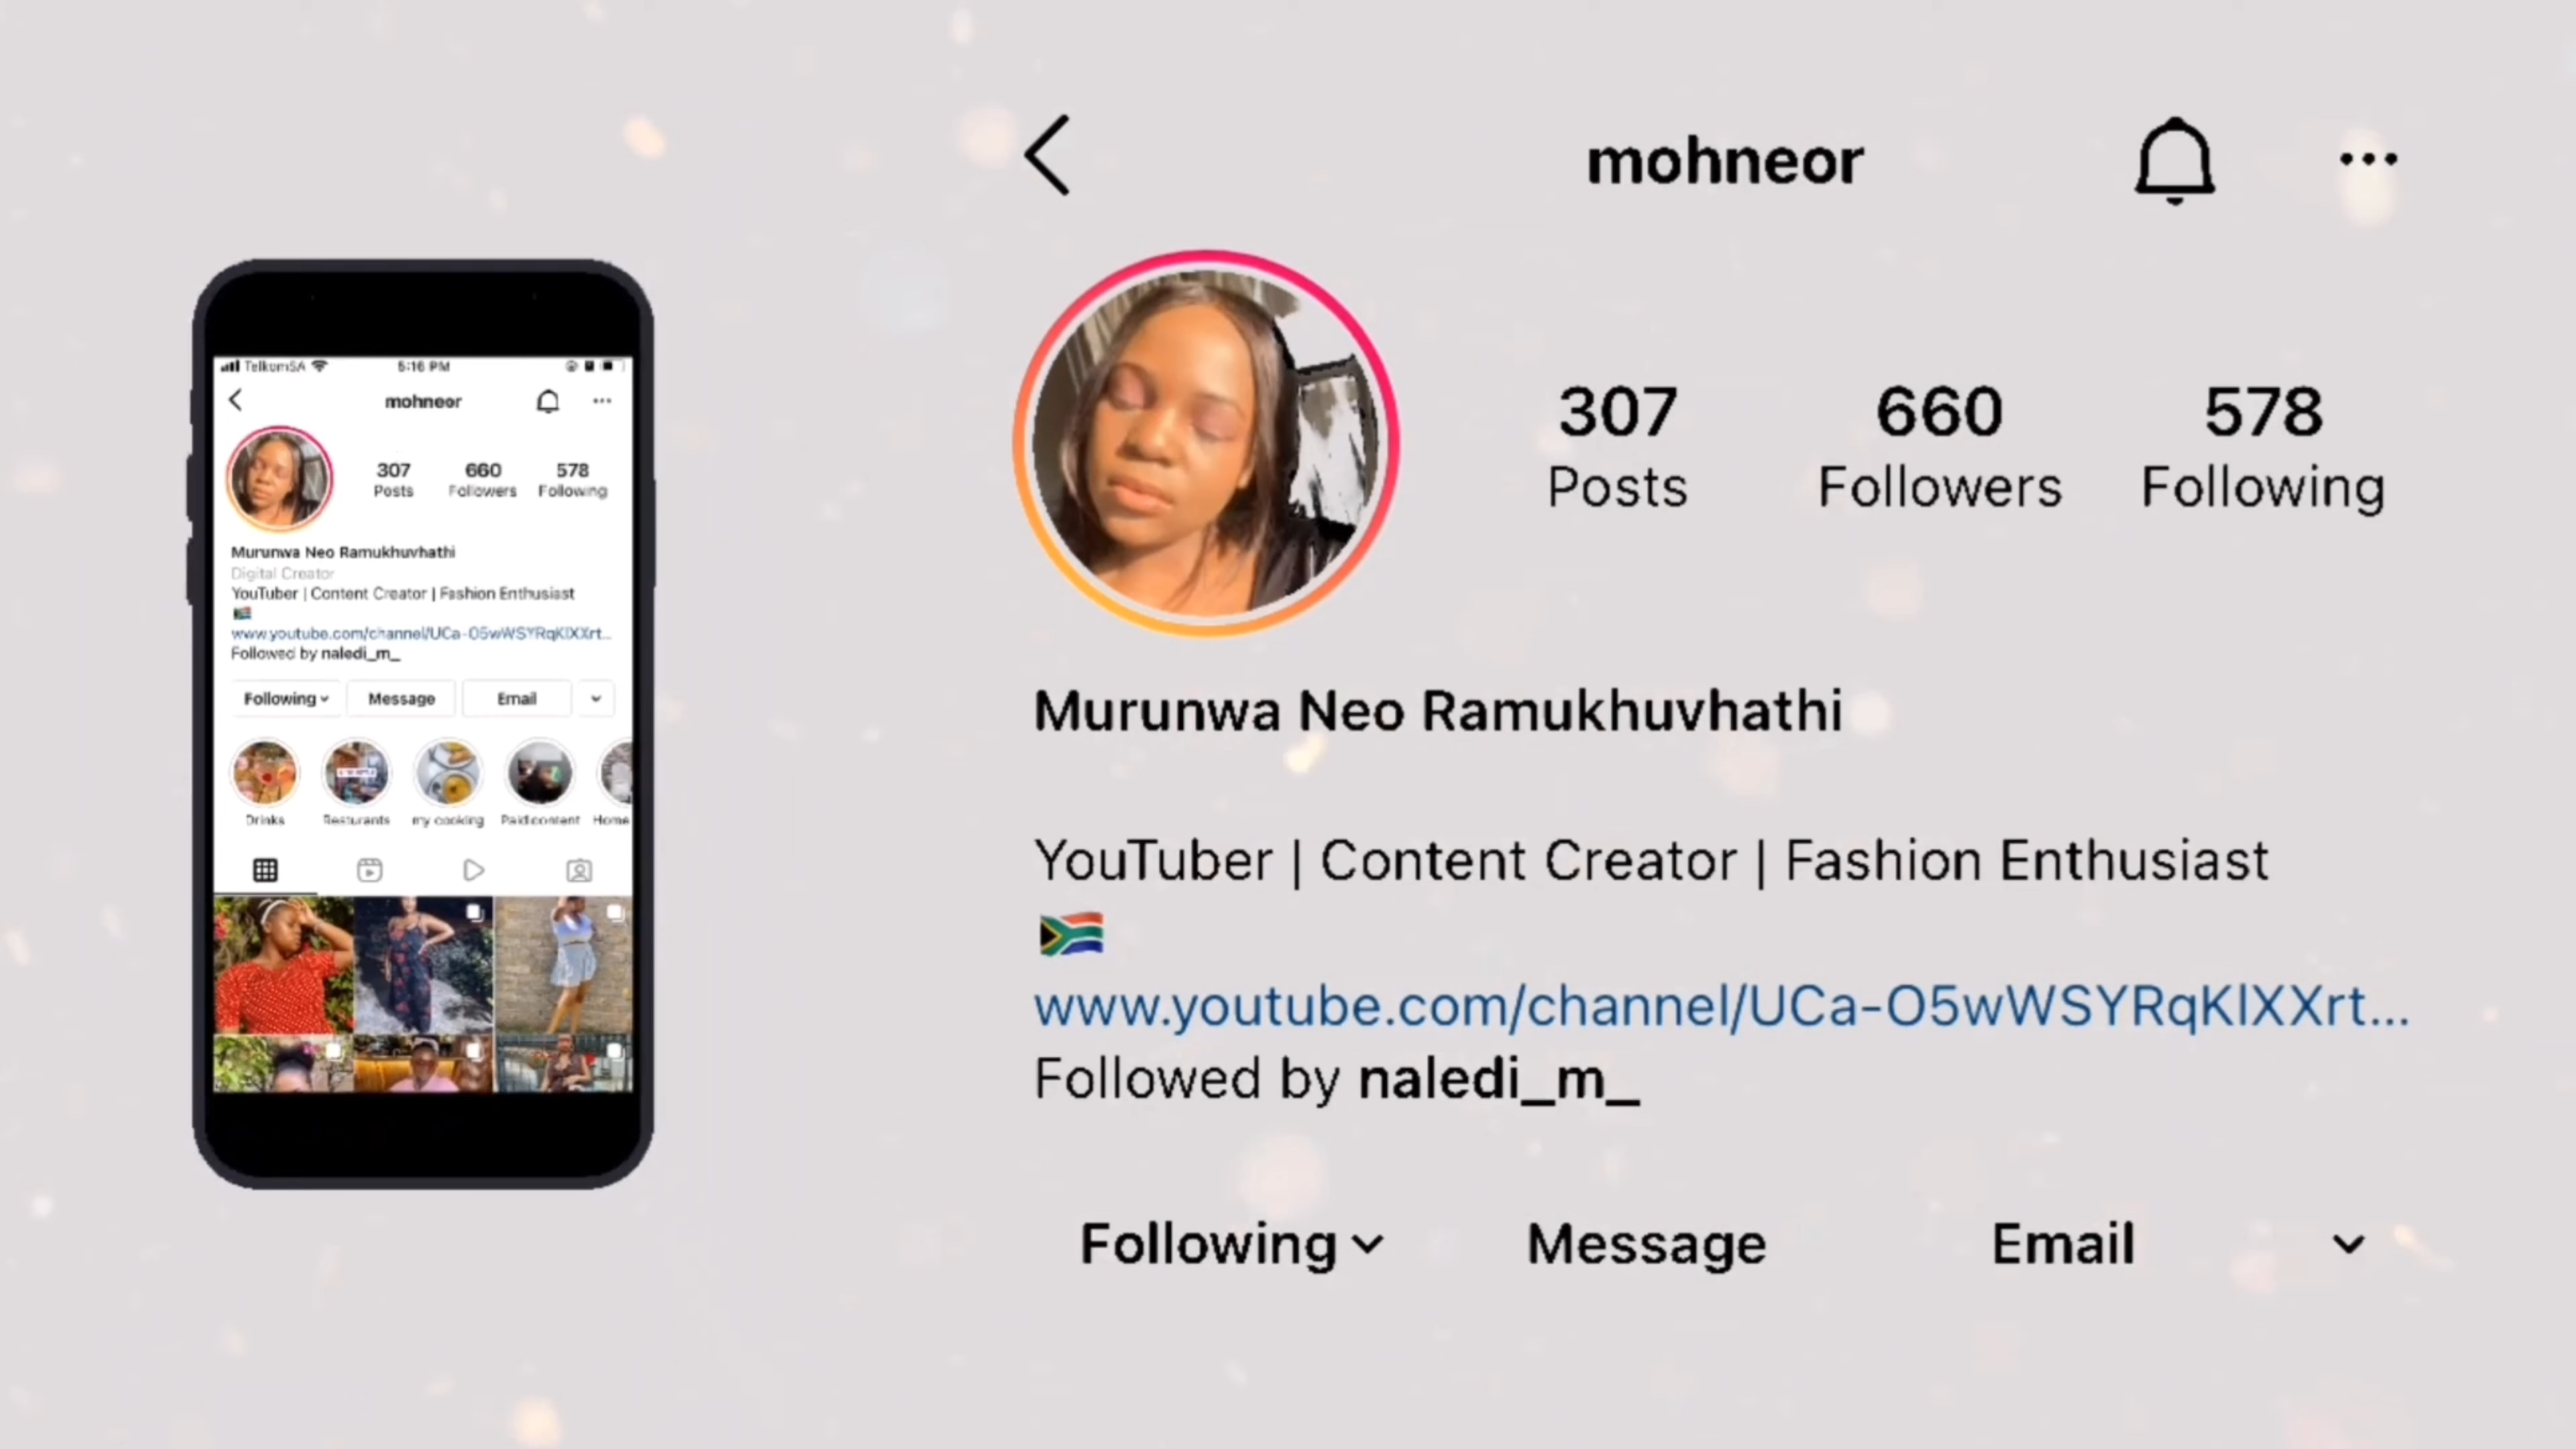 TelkomSA
5:16 PM
mohneor
307
660
578
Posts
Followers
Following
Murunwa Neo Ramukhuvhathi
Digital Creator
YouTuber | Content Creator | Fashion Enthusiast
www.youtube.com/channel/UCa-O5wWSYRqKlXXrt...
Followed by naledi_m_
Following
Message
Email
Drinks
Resturants
my cooking
Paid content
Home
mohneor
307
660
578
Posts
Followers
Following
Murunwa Neo Ramukhuvhathi
YouTuber | Content Creator | Fashion Enthusiast
www.youtube.com/channel/UCa-O5wWSYRqKlXXrt...
Followed by naledi_m_
Following
Message
Email